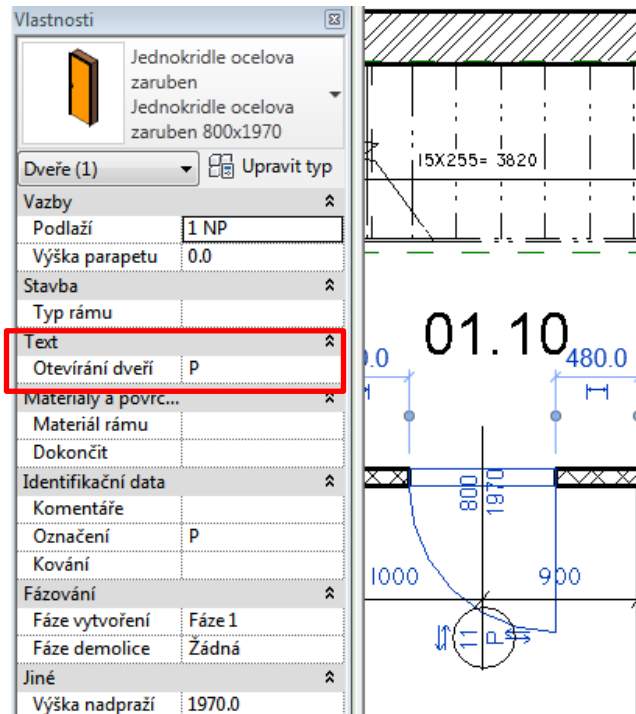 Vlastnosti
Jednokridle ocelova
zaruben
Jednokridle ocelova
zaruben 800x1970
Dveře (1)
Upravit typ
Vazby
Podlaží 1 NP
Výška parapetu 0.0
Stavba
Typ rámu
Text
Otevírání dveří P
Materiály a povrc...
Materiál rámu
Dokončit
Identifikační data
Komentáře
Označení P
Kování
Fázování
Fáze vytvoření Fáze 1
Fáze demolice Žádná
Jiné
Výška nadpraží 1970.0
15X255= 3820
01.10
.0
480.0
800
1970
1000
900
11
P